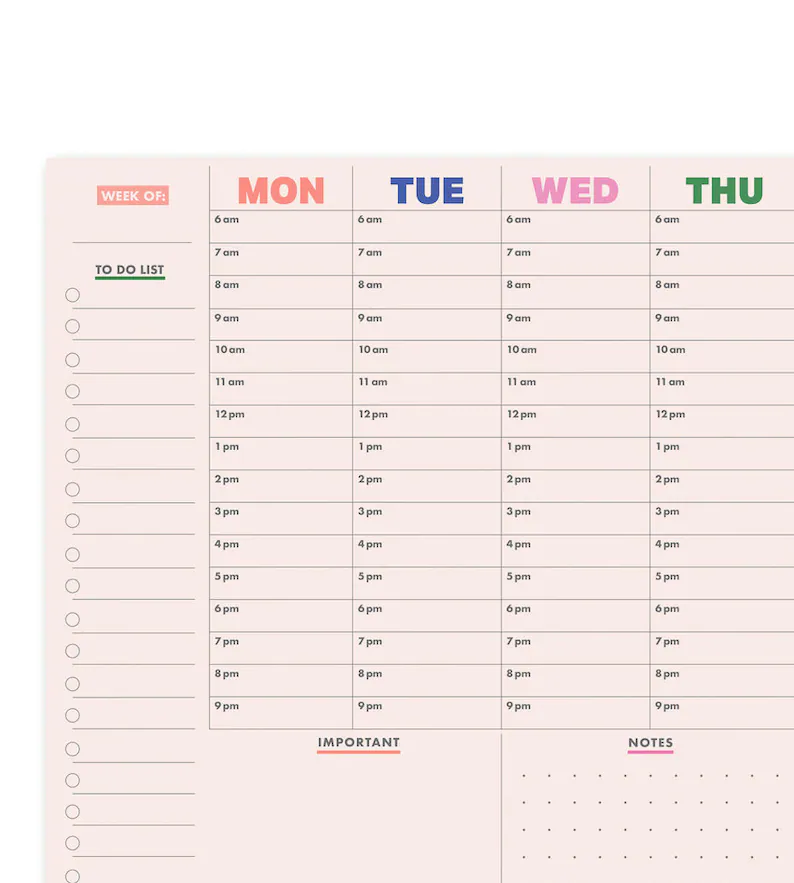 WEEK OF:
TO DO LIST
MON TUE WED THU
6 am 6 am 6 am 6 am
7 am 7 am 7 am 7 am
8 am 8 am 8 am 8 am
9 am 9 am 9 am 9 am
10 am 10 am 10 am 10 am
11 am 11 am 11 am 11 am
12 pm 12 pm 12 pm 12 pm
1 pm 1 pm 1 pm 1 pm
2 pm 2 pm 2 pm 2 pm
3 pm 3 pm 3 pm 3 pm
4 pm 4 pm 4 pm 4 pm
5 pm 5 pm 5 pm 5 pm
6 pm 6 pm 6 pm 6 pm
7 pm 7 pm 7 pm 7 pm
8 pm 8 pm 8 pm 8 pm
9 pm 9 pm 9 pm 9 pm
IMPORTANT NOTES